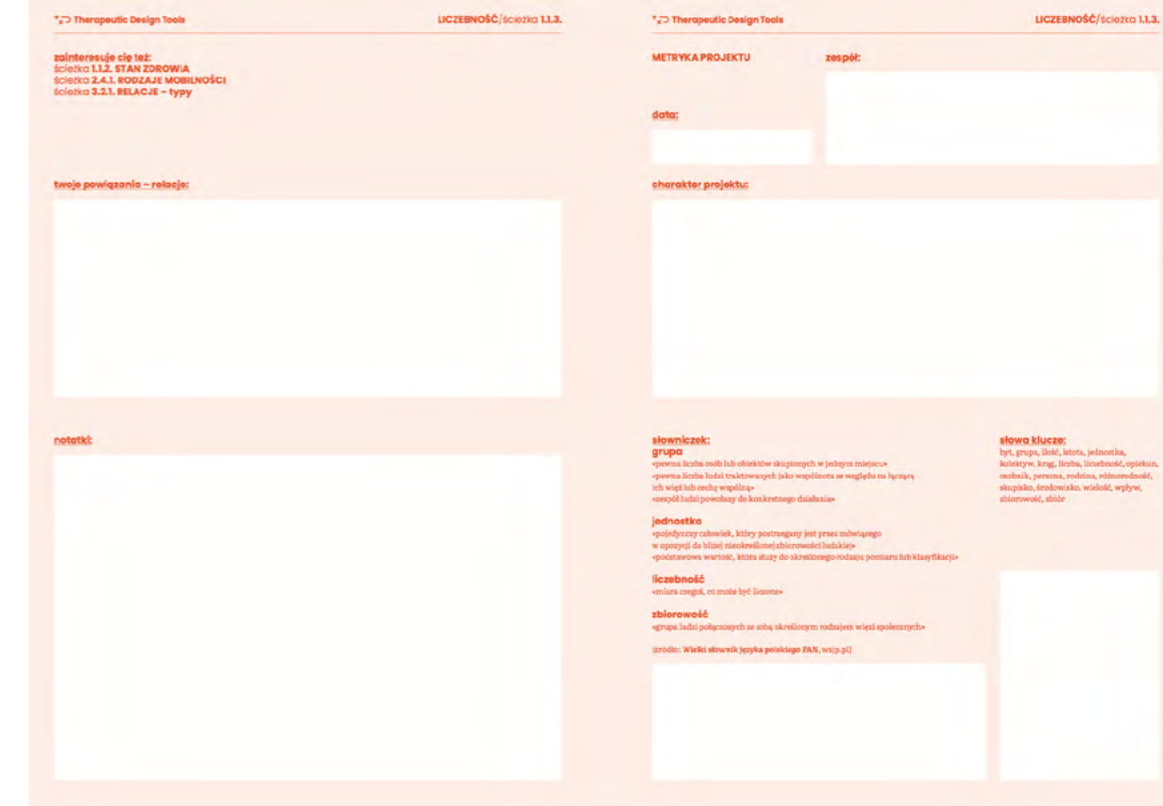 Therapeutic Design Tools
LICZEBNOŚĆ/ścieżka 1.1.3.
zainteresuje cię też:
ścieżka 1.1.2. STAN ZDROWIA
ścieżka 2.4.1. RODZAJE MOBILNOŚCI
ścieżka 3.2.1. RELACJE – typy
twoje powiązania – relacje:
notatki:
Therapeutic Design Tools
LICZEBNOŚĆ/ścieżka 1.1.3.
METRYKA PROJEKTU
zespół:
data:
charakter projektu:
słowniczek:
grupa
«pewna liczba osób lub obiektów skupionych w jednym miejscu»
«pewna liczba ludzi traktowanych jako wspólnota ze względu na łączącą
ich więź lub cechę wspólną»
«zespół ludzi powołany do konkretnego działania»
jednostka
«pojedynczy człowiek, który postrzegany jest przez mówiącego
w opozycji do bliżej nieokreślonej zbiorowości ludzkiej»
«podstawowa wartość, która służy do określonego rodzaju pomiaru lub klasyfikacji»
liczebność
«miara czegoś, co może być liczone»
zbiorowość
«grupa ludzi połączonych ze sobą określonym rodzajem więzi społecznych»
(źródło: Wielki słownik języka polskiego PAN, wsjp.pl)
słowa klucze:
byt, grupa, ilość, istota, jednostka,
kolektyw, krąg, liczba, liczebność, opiekun,
osobnik, persona, rodzina, różnorodność,
skupisko, środowisko, wielość, wpływ,
zbiorowość, zbiór